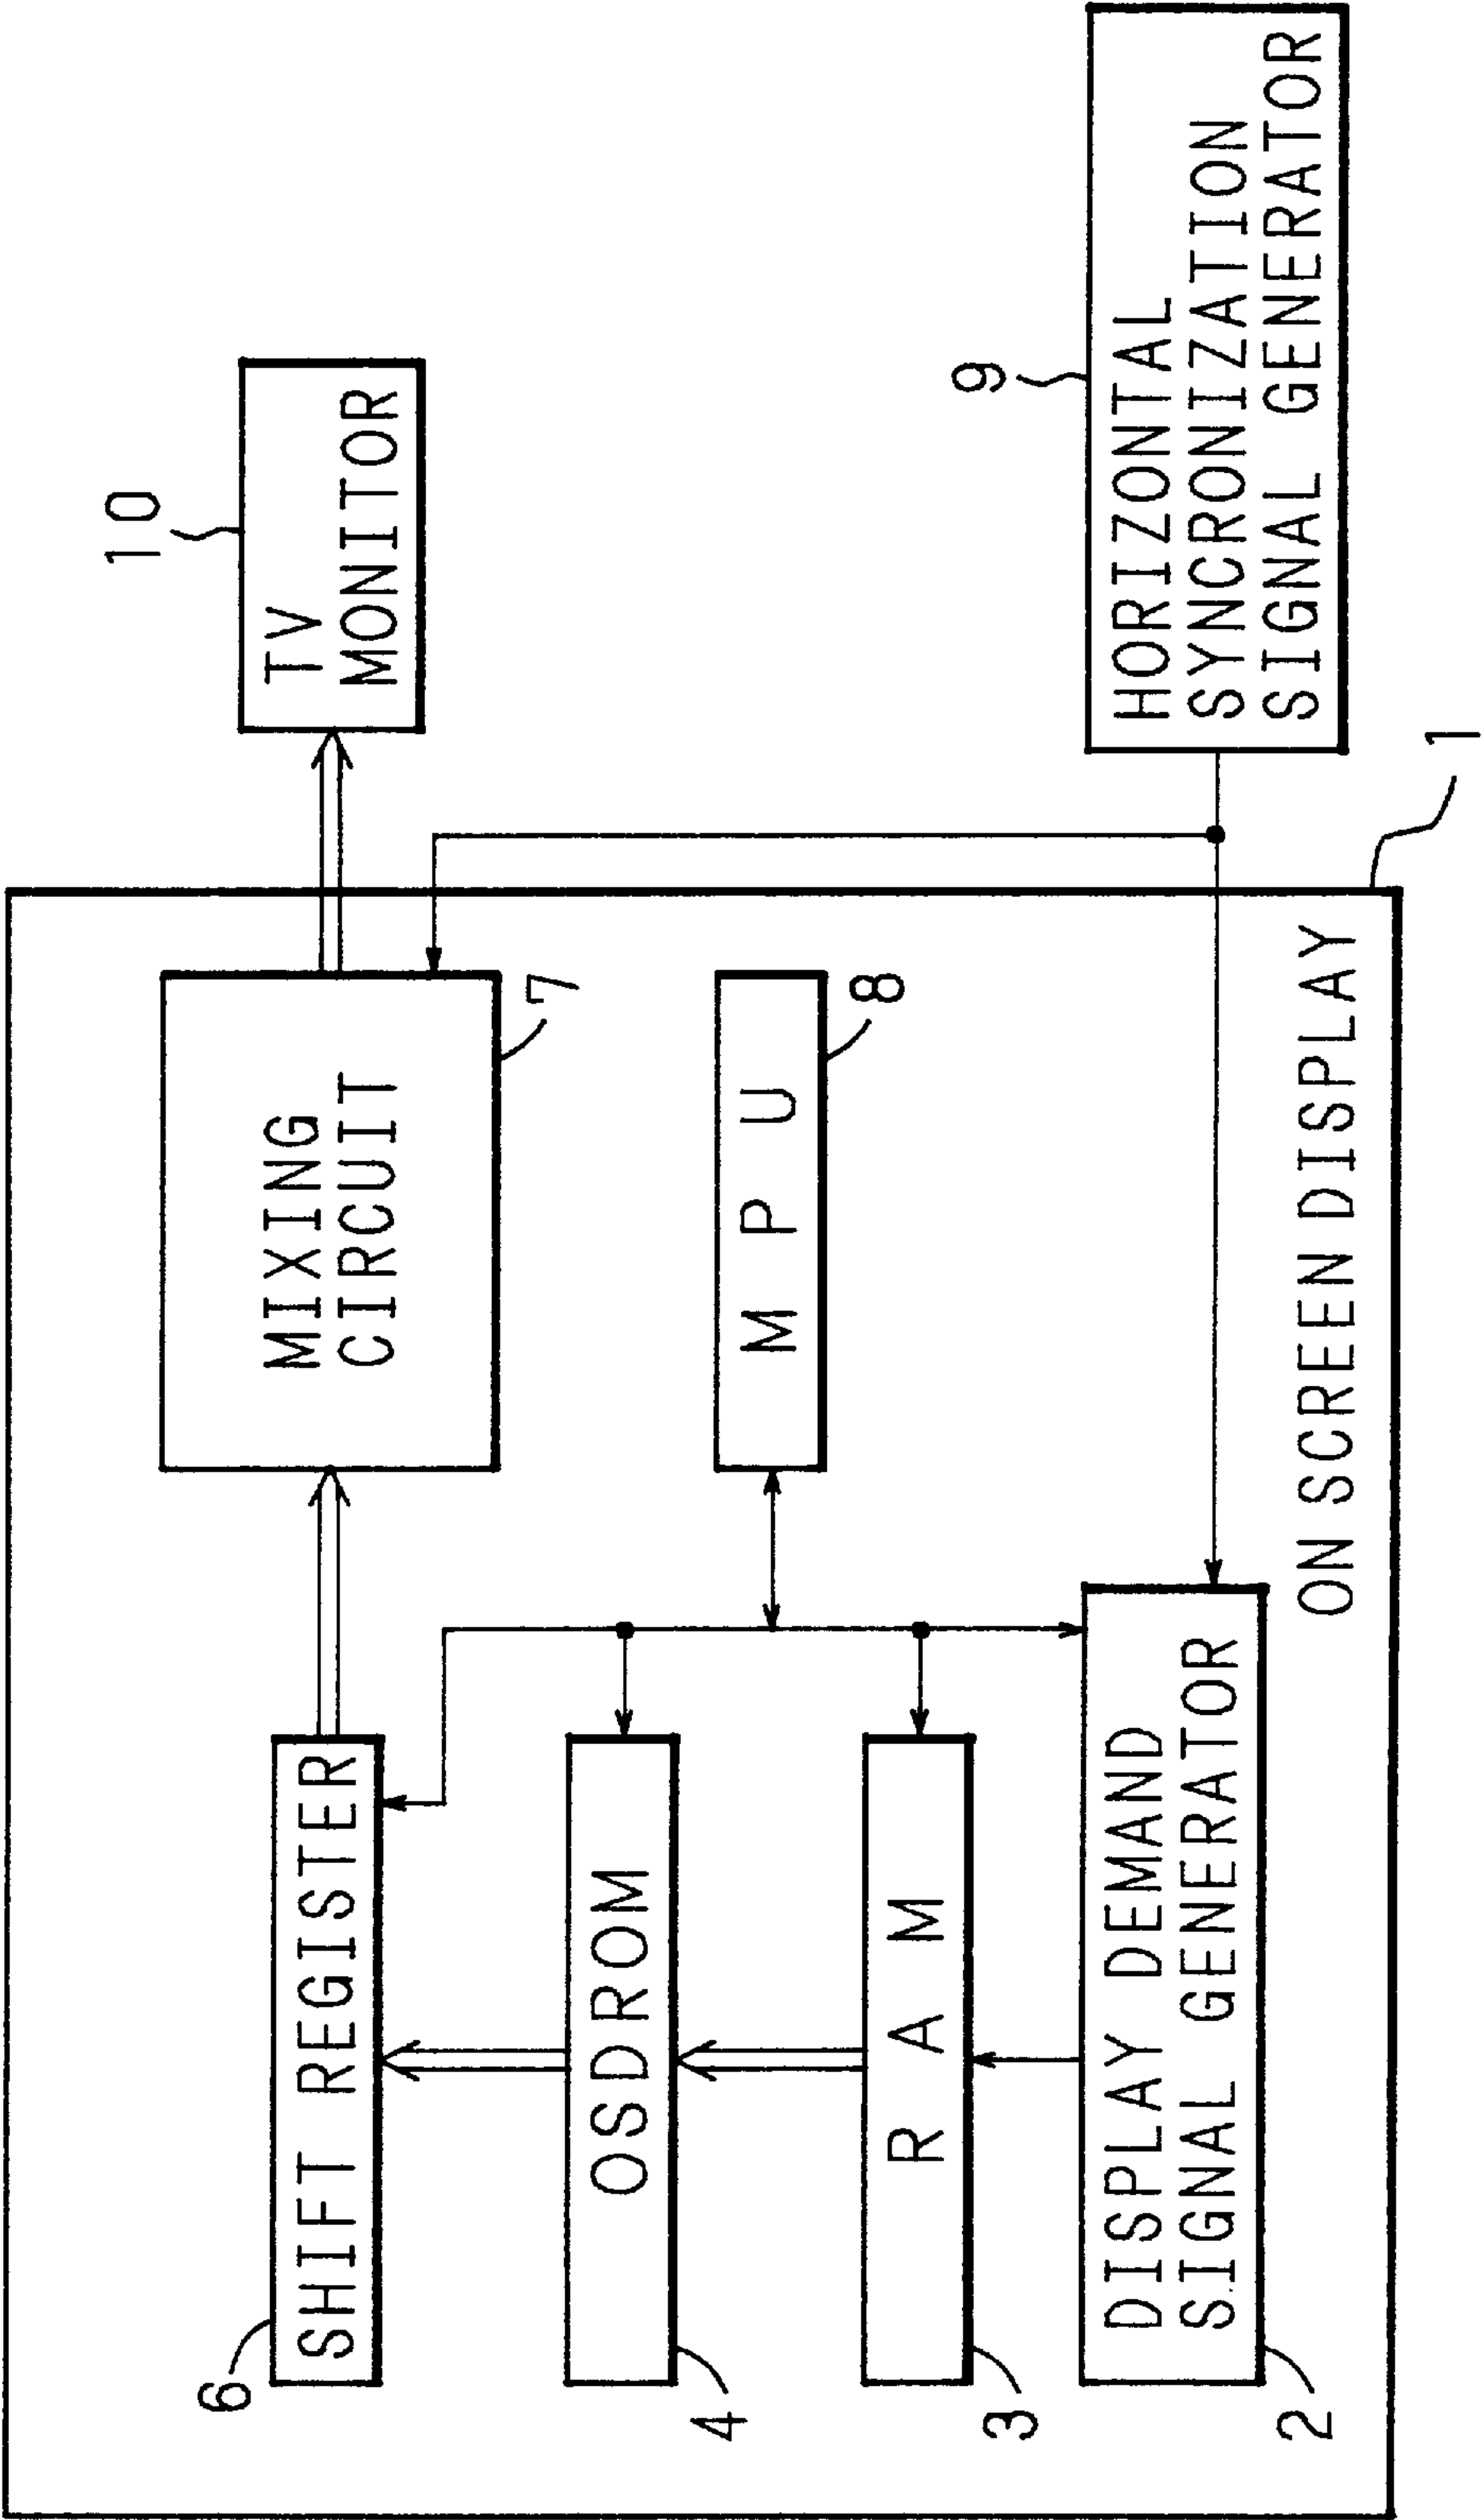 6
SHIFT REGISTER
MIXING
CIRCUIT
7
10
TV
MONITOR
4
OSDROM
M P U
8
3
R A M
2
DISPLAY DEMAND
SIGNAL GENERATOR
9
HORIZONTAL
SYNCRONIZATION
SIGNAL GENERATOR
ON SCREEN DISPLAY
1